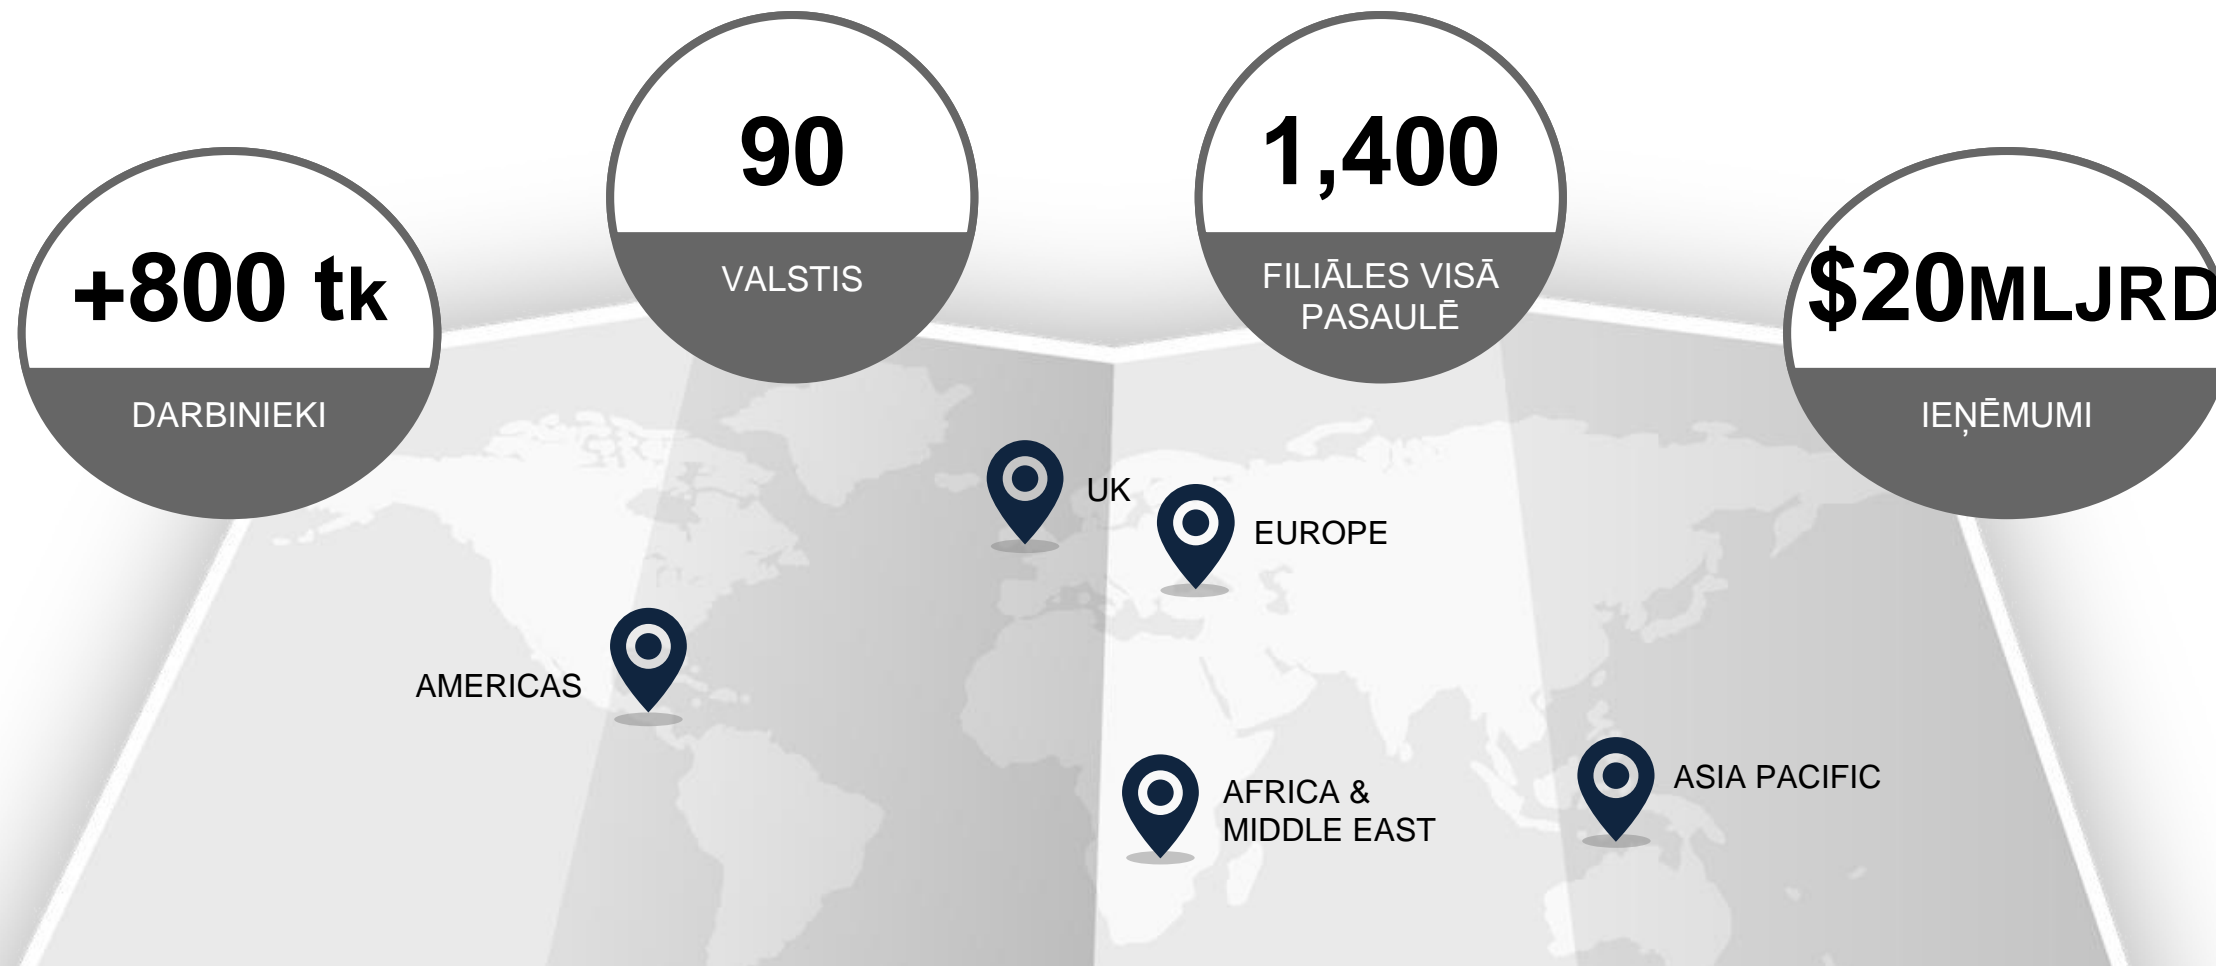 +800 tk
DARBINIEKI
90
VALSTIS
1,400
FILIĀLES VISĀ
PASAULĒ
$20MLJRD
IEŅĒMUMI
UK
EUROPE
AMERICAS
AFRICA &
MIDDLE EAST
ASIA PACIFIC